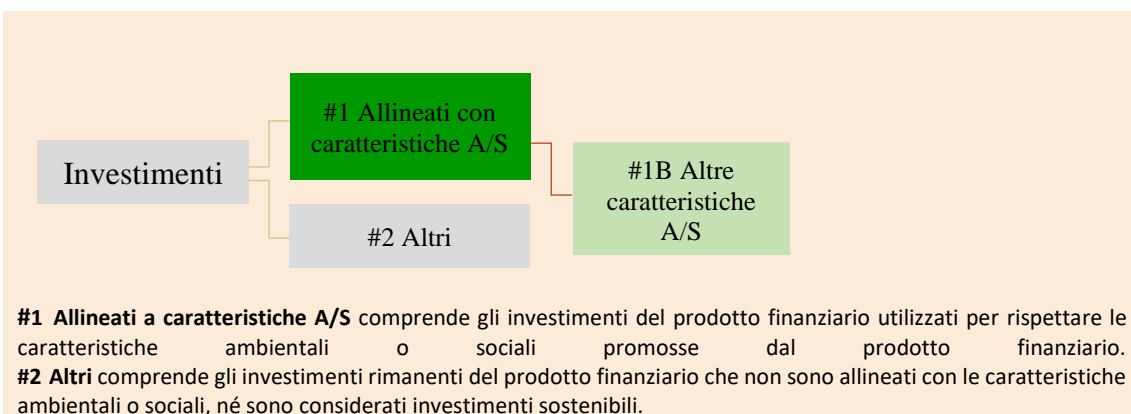 #1 Allineati con
caratteristiche A/S
Investimenti
#1B Altre
caratteristiche
A/S
#2 Altri
#1 Allineati a caratteristiche A/S comprende gli investimenti del prodotto finanziario utilizzati per rispettare le
caratteristiche ambientali o sociali promosse dal prodotto finanziario.
#2 Altri comprende gli investimenti rimanenti del prodotto finanziario che non sono allineati con le caratteristiche
ambientali o sociali, né sono considerati investimenti sostenibili.